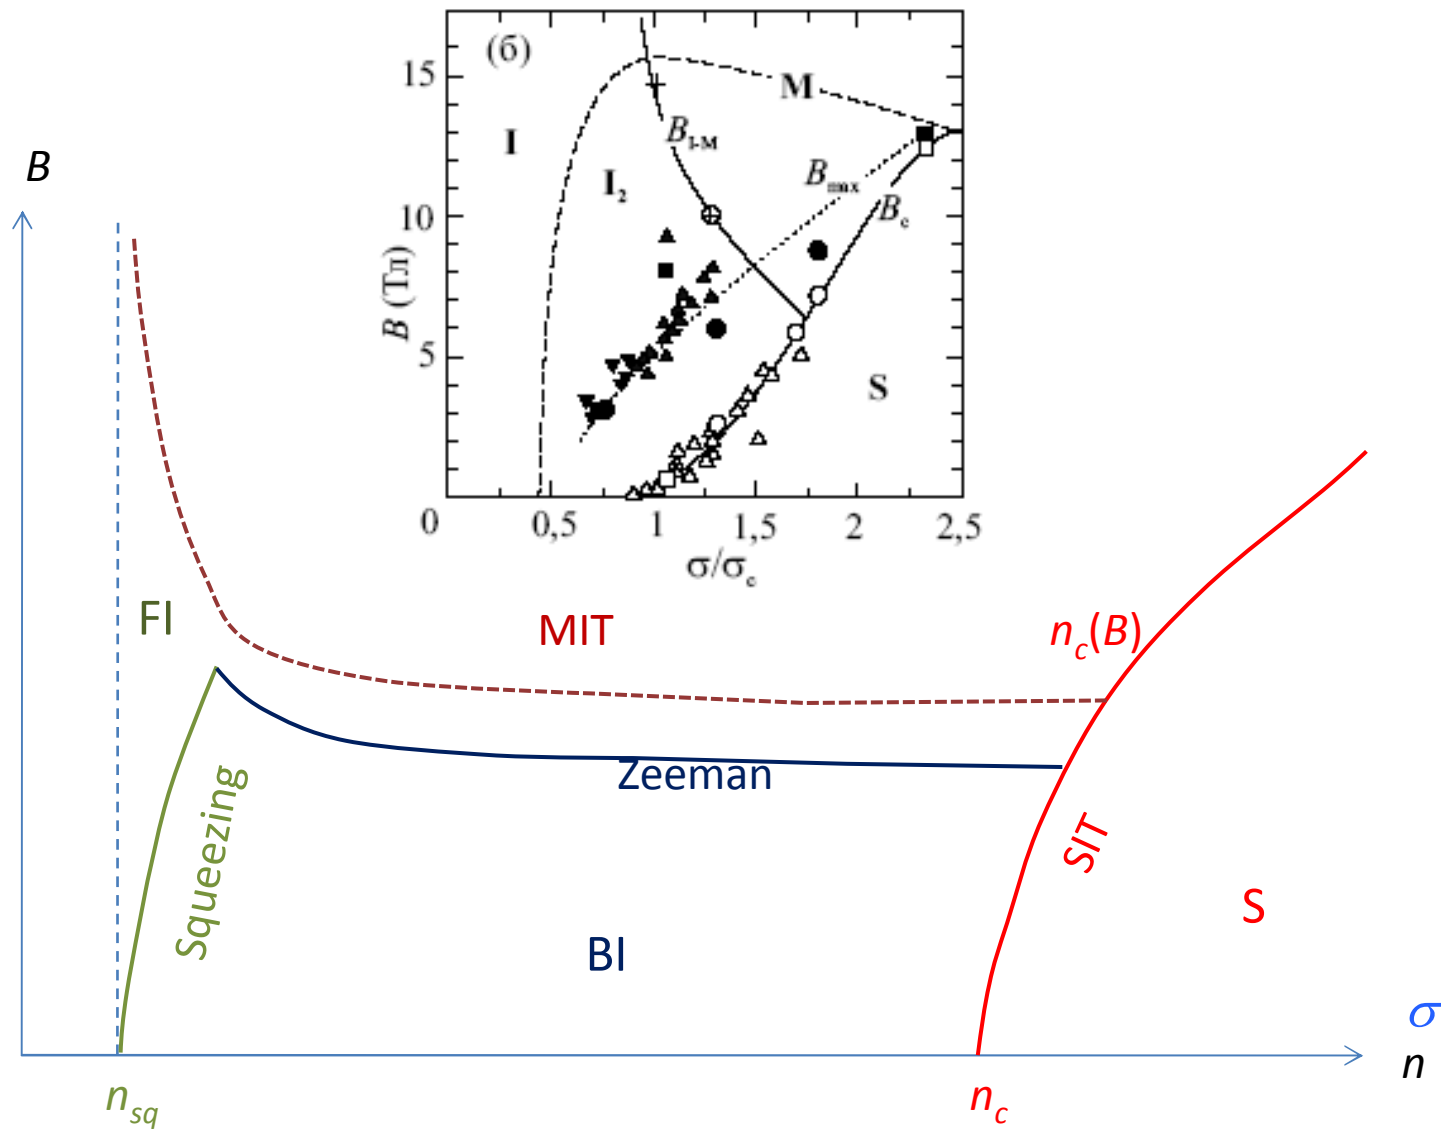 (б)
15
10
5
0
B (Тл)
I
I₂
M
B_I-M
B_max
B_c
S
0,5
1
1,5
2
2,5
σ/σ_c
B
FI
MIT
n_c(B)
Zeeman
Squeezing
SIT
BI
S
σ
n
n_sq
n_c